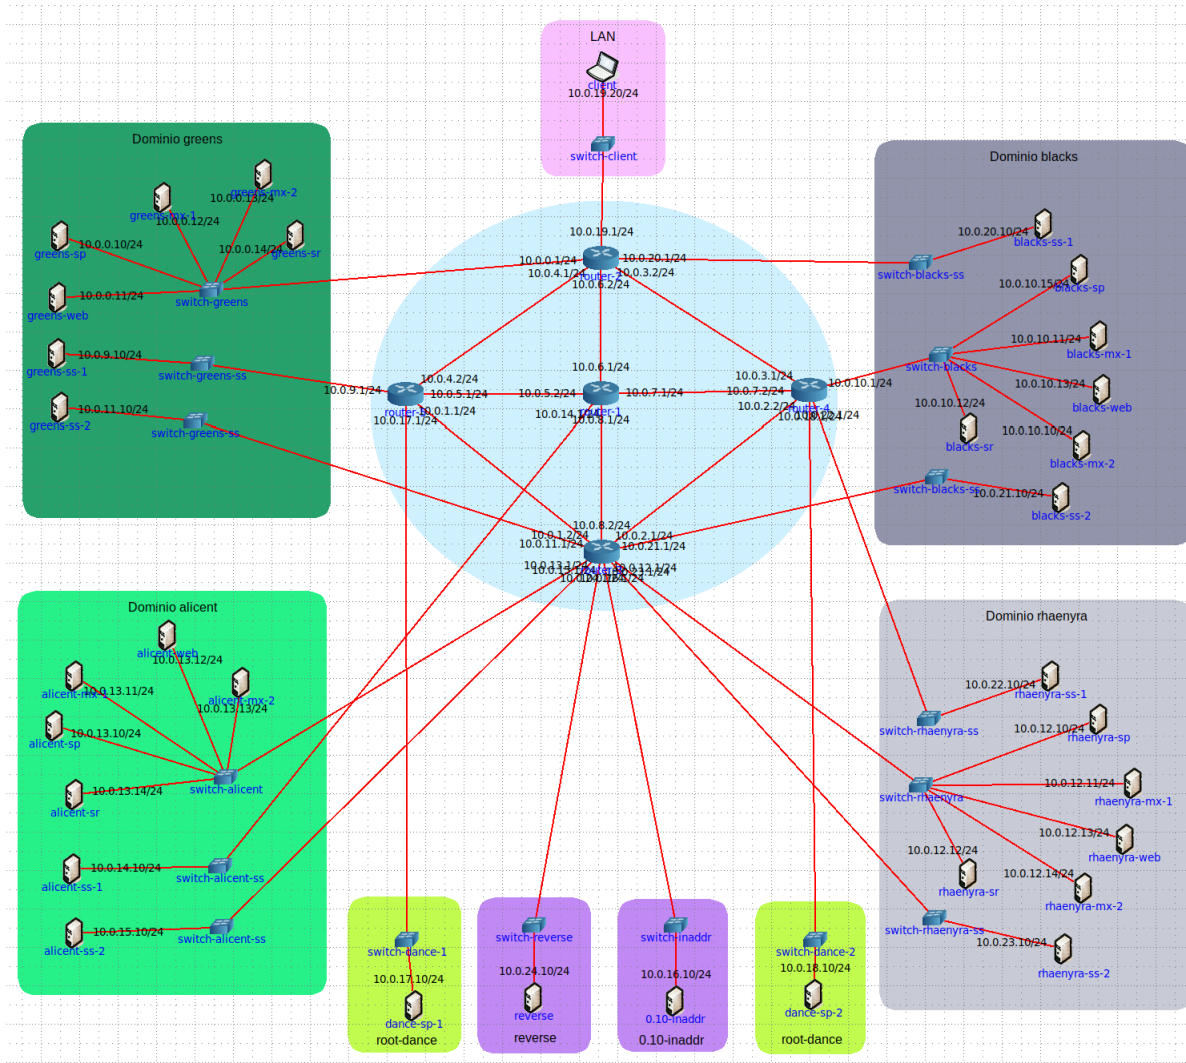 LAN
client
10.0.19.20/24
switch-client
Dominio greens
greens-mx-2
10.0.0.13/24
greens-mx-1
10.0.0.12/24
greens-sp
10.0.0.10/24
10.0.0.14/24
greens-sr
switch-greens
10.0.0.11/24
greens-web
10.0.9.10/24
greens-ss-1
switch-greens-ss
10.0.11.10/24
greens-ss-2
switch-greens-ss
10.0.19.1/24
10.0.0.1/24
10.0.20.1/24
10.0.4.1/24
10.0.3.2/24
10.0.6.2/24
10.0.6.1/24
10.0.4.2/24
10.0.9.1/24
10.0.5.1/24
10.0.5.2/24
10.0.7.1/24
10.0.3.1/24
10.0.7.2/24
10.0.10.1/24
10.0.2.2/24
router-4
router-1
10.0.1.1/24
10.0.17.1/24
10.0.8.1/24
10.0.8.2/24
10.0.1.2/24
10.0.2.1/24
10.0.11.1/24
10.0.21.1/24
10.0.13.1/24
Dominio blacks
10.0.20.10/24
blacks-ss-1
switch-blacks-ss
10.0.10.15/24
blacks-sp
10.0.10.11/24
blacks-mx-1
switch-blacks
10.0.10.13/24
blacks-web
10.0.10.12/24
blacks-sr
10.0.10.10/24
blacks-mx-2
switch-blacks-ss
10.0.21.10/24
blacks-ss-2
Dominio alicent
alicent-web
10.0.13.12/24
alicent-mx-1
10.0.13.11/24
alicent-mx-2
10.0.13.13/24
alicent-sp
10.0.13.10/24
switch-alicent
10.0.13.14/24
alicent-sr
10.0.14.10/24
alicent-ss-1
switch-alicent-ss
10.0.15.10/24
alicent-ss-2
switch-alicent-ss
Dominio rhaenyra
10.0.22.10/24
rhaenyra-ss-1
switch-rhaenyra-ss
10.0.12.10/24
rhaenyra-sp
10.0.12.11/24
rhaenyra-mx-1
switch-rhaenyra
10.0.12.13/24
rhaenyra-web
10.0.12.12/24
rhaenyra-sr
10.0.12.14/24
rhaenyra-mx-2
switch-rhaenyra-ss
10.0.23.10/24
rhaenyra-ss-2
switch-dance-1
10.0.17.10/24
dance-sp-1
root-dance
switch-reverse
10.0.24.10/24
reverse
reverse
switch-inaddr
10.0.16.10/24
0.10-inaddr
0.10-inaddr
switch-dance-2
10.0.18.10/24
dance-sp-2
root-dance